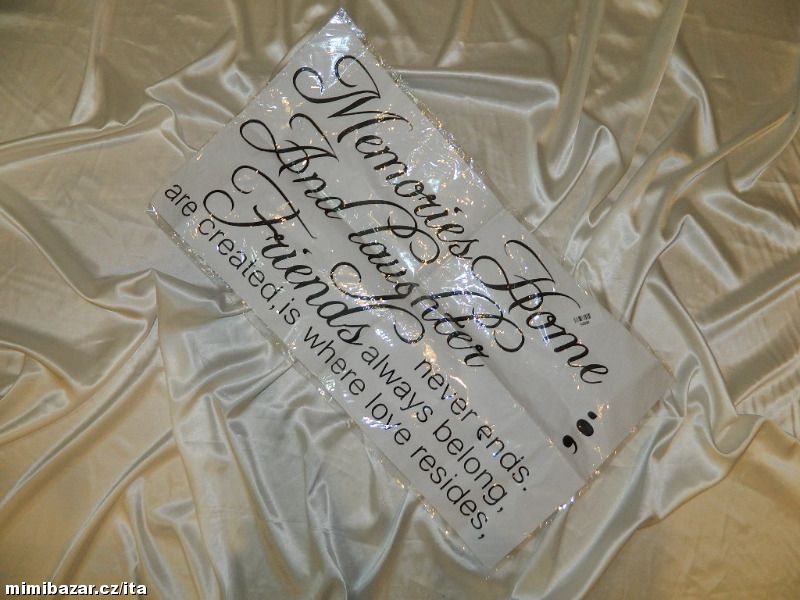 Memories Home
And laughter
Friends never ends.
always belong,
are created, is where love resides,
mimibazar.cz/ita